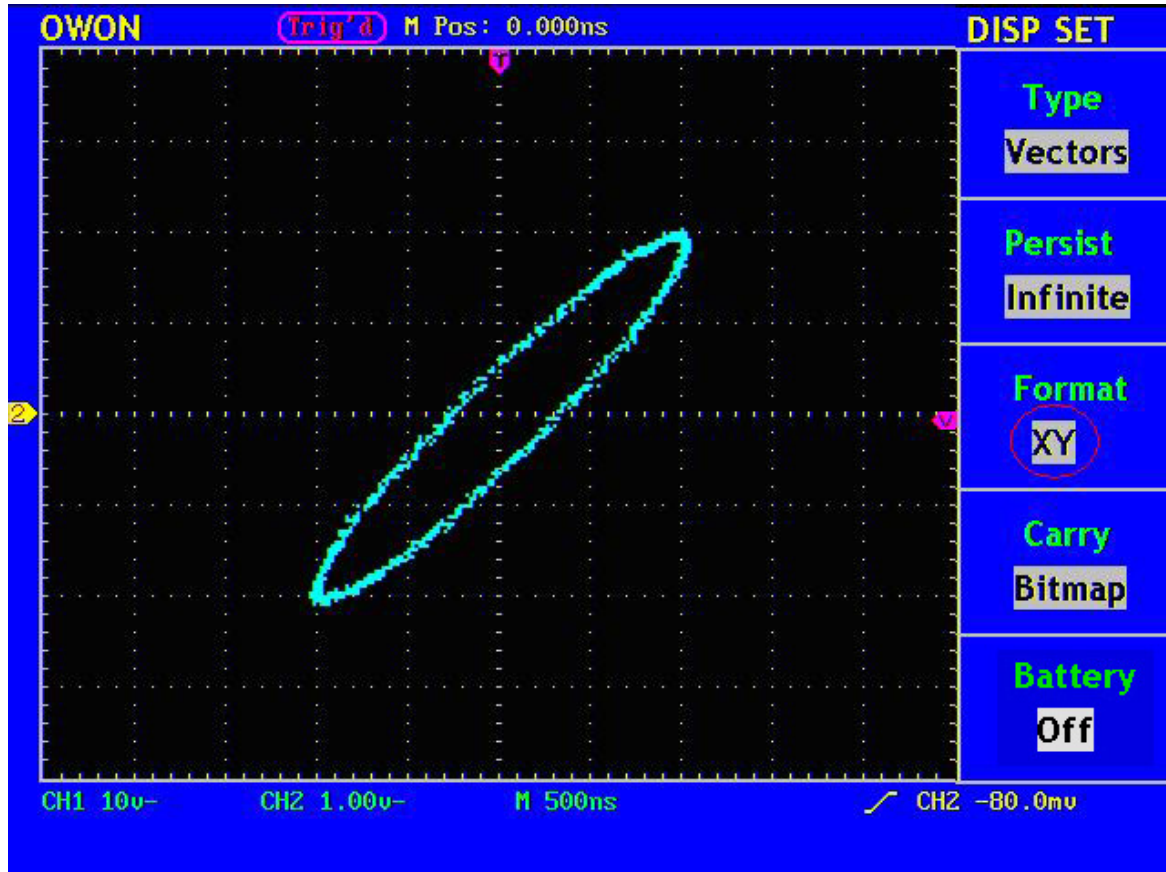 OWON Trig'd M Pos: 0.000ns DISP SET
T
Type
Vectors
Persist
Infinite
Format
XY
2
V
Carry
Bitmap
Battery
Off
CH1 10v- CH2 1.00v- M 500ns CH2 -80.0mv